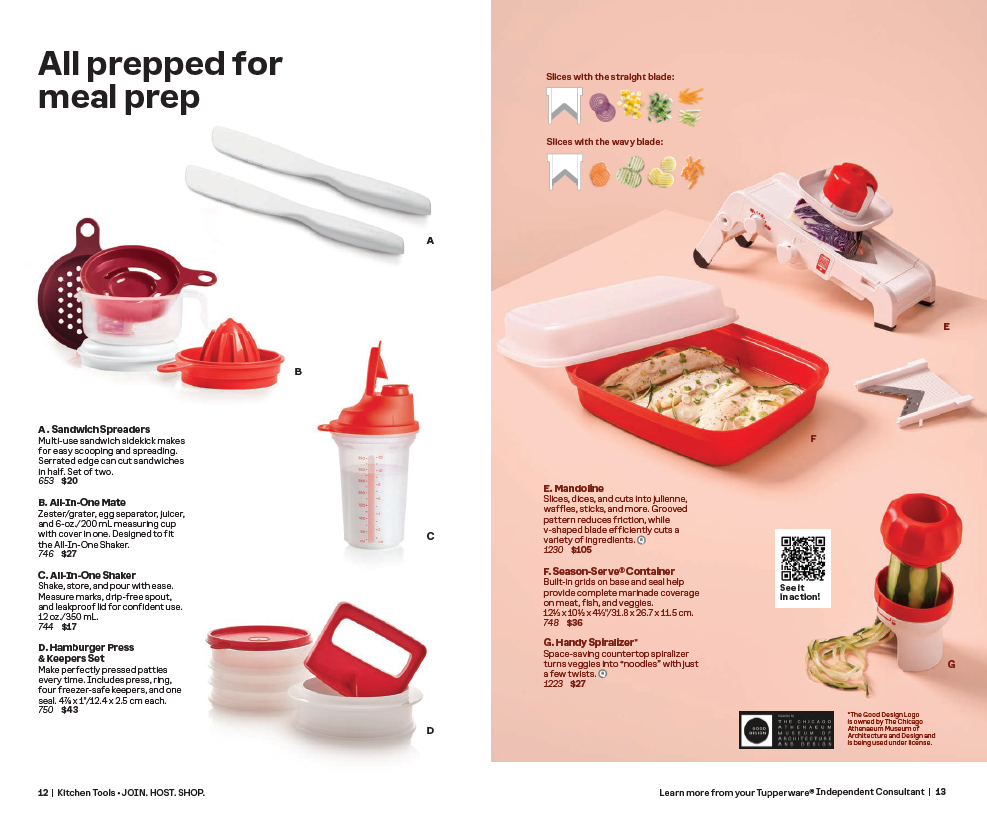 All prepped for
meal prep
A
B
C
D
A. Sandwich Spreaders
Multi-use sandwich sidekick makes
for easy scooping and spreading.
Serrated edge can cut sandwiches
in half. Set of two.
653 $20
B. All-In-One Mate
Zester/grater, egg separator, juicer,
and 6-oz./200 mL measuring cup
with cover in one. Designed to fit
the All-In-One Shaker.
746 $27
C. All-In-One Shaker
Shake, store, and pour with ease.
Measure marks, drip-free spout,
and leakproof lid for confident use.
12 oz./350 mL.
744 $17
D. Hamburger Press
& Keepers Set
Make perfectly pressed patties
every time. Includes press, ring,
four freezer-safe keepers, and one
seal. 4⅞ x 1"/12.4 x 2.5 cm each.
750 $43
12 | Kitchen Tools • JOIN. HOST. SHOP.
Slices with the straight blade:
Slices with the wavy blade:
E
F
G
E. Mandoline
Slices, dices, and cuts into julienne,
waffles, sticks, and more. Grooved
pattern reduces friction, while
v-shaped blade efficiently cuts a
variety of ingredients.
1230 $105
F. Season-Serve® Container
Built-in grids on base and seal help
provide complete marinade coverage
on meat, fish, and veggies.
12½ x 10½ x 4½"/31.8 x 26.7 x 11.5 cm.
748 $36
G. Handy Spiralizer*
Space-saving countertop spiralizer
turns veggies into “noodles” with just
a few twists.
1223 $27
See it
in action!
GOOD
DESIGN
THE CHICAGO
ATHENAEUM
MUSEUM OF
ARCHITECTURE
AND DESIGN
*The Good Design Logo
is owned by The Chicago
Athenaeum Museum of
Architecture and Design and
is being used under license.
Learn more from your Tupperware® Independent Consultant | 13